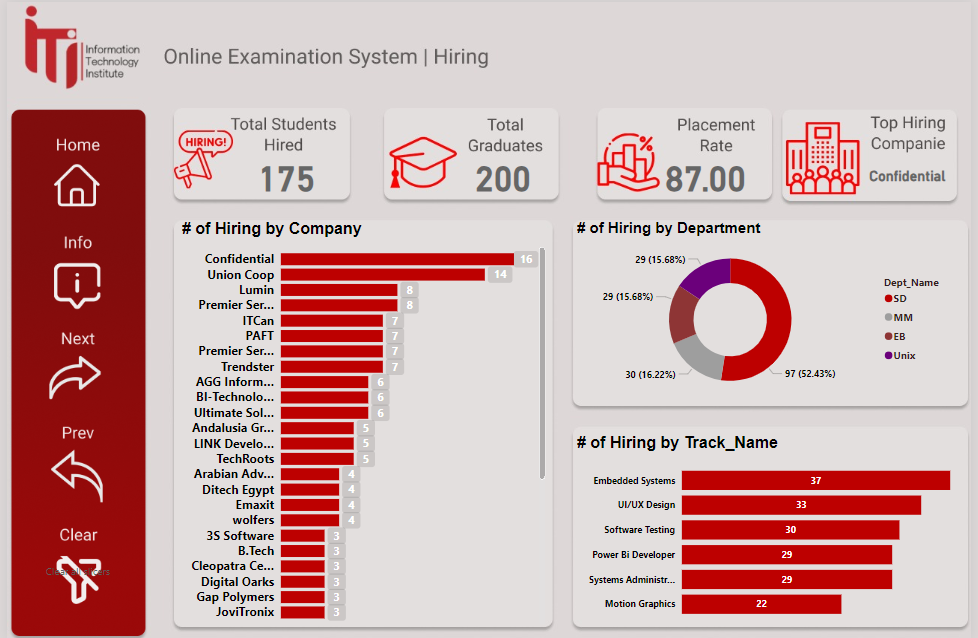 iTi
Information
Technology
Institute
Online Examination System | Hiring
Home
Info
Next
Prev
Clear
Clear all slicers
HIRING!
Total Students
Hired
175
Total
Graduates
200
Placement
Rate
87.00
Top Hiring
Companie
Confidential
# of Hiring by Company
Confidential 16
Union Coop 14
Lumin 8
Premier Ser... 8
ITCan 7
PAFT 7
Premier Ser... 7
Trendster 7
AGG Inform... 6
BI-Technolo... 6
Ultimate Sol... 6
Andalusia Gr... 5
LINK Develo... 5
TechRoots 5
Arabian Adv... 4
Ditech Egypt 4
Emaxit 4
wolfers 4
3S Software 3
B.Tech 3
Cleopatra Ce... 3
Digital Oarks 3
Gap Polymers 3
JoviTronix 3
# of Hiring by Department
29 (15.68%)
29 (15.68%)
30 (16.22%)
97 (52.43%)
Dept_Name
SD
MM
EB
Unix
# of Hiring by Track_Name
Embedded Systems 37
UI/UX Design 33
Software Testing 30
Power Bi Developer 29
Systems Administr... 29
Motion Graphics 22